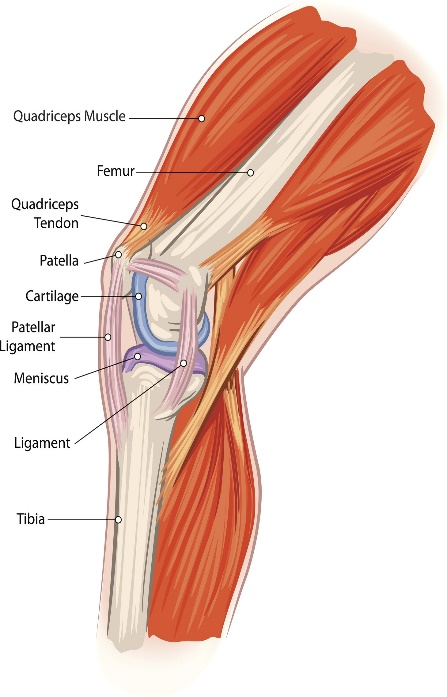 Quadriceps Muscle
Femur
Quadriceps
Tendon
Patella
Cartilage
Patellar
Ligament
Meniscus
Ligament
Tibia